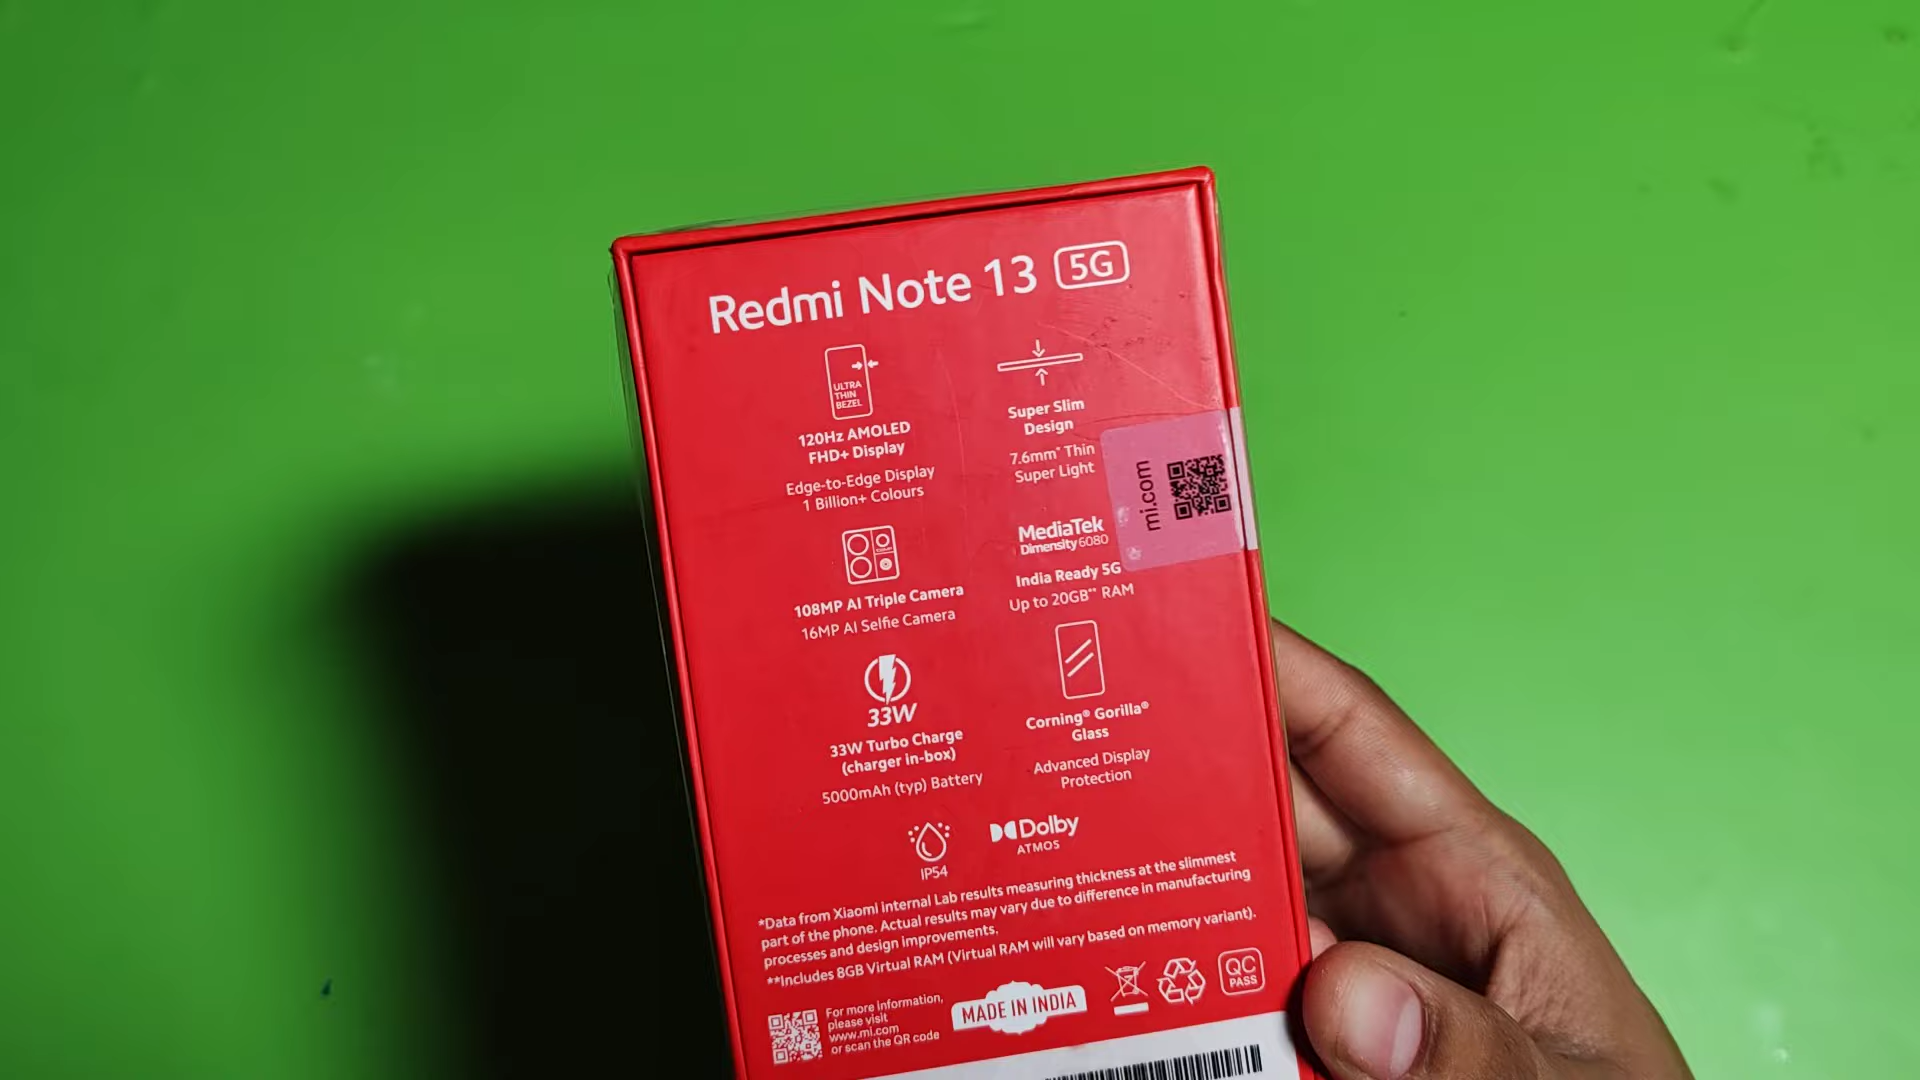 Redmi Note 13 5G
ULTRA
THIN
BEZEL
120Hz AMOLED
FHD+ Display
Edge-to-Edge Display
1 Billion+ Colours
Super Slim
Design
7.6mm* Thin
Super Light
mi.com
108MP AI Triple Camera
16MP AI Selfie Camera
MediaTek
Dimensity 6080
India Ready 5G
Up to 20GB** RAM
33W
33W Turbo Charge
(charger in-box)
5000mAh (typ) Battery
Corning® Gorilla®
Glass
Advanced Display
Protection
IP54
Dolby
ATMOS
*Data from Xiaomi Internal Lab results measuring thickness at the slimmest
part of the phone. Actual results may vary due to difference in manufacturing
processes and design improvements.
**Includes 8GB Virtual RAM (Virtual RAM will vary based on memory variant).
For more information,
please visit
www.mi.com
or scan the QR code
MADE IN INDIA
QC
PASS